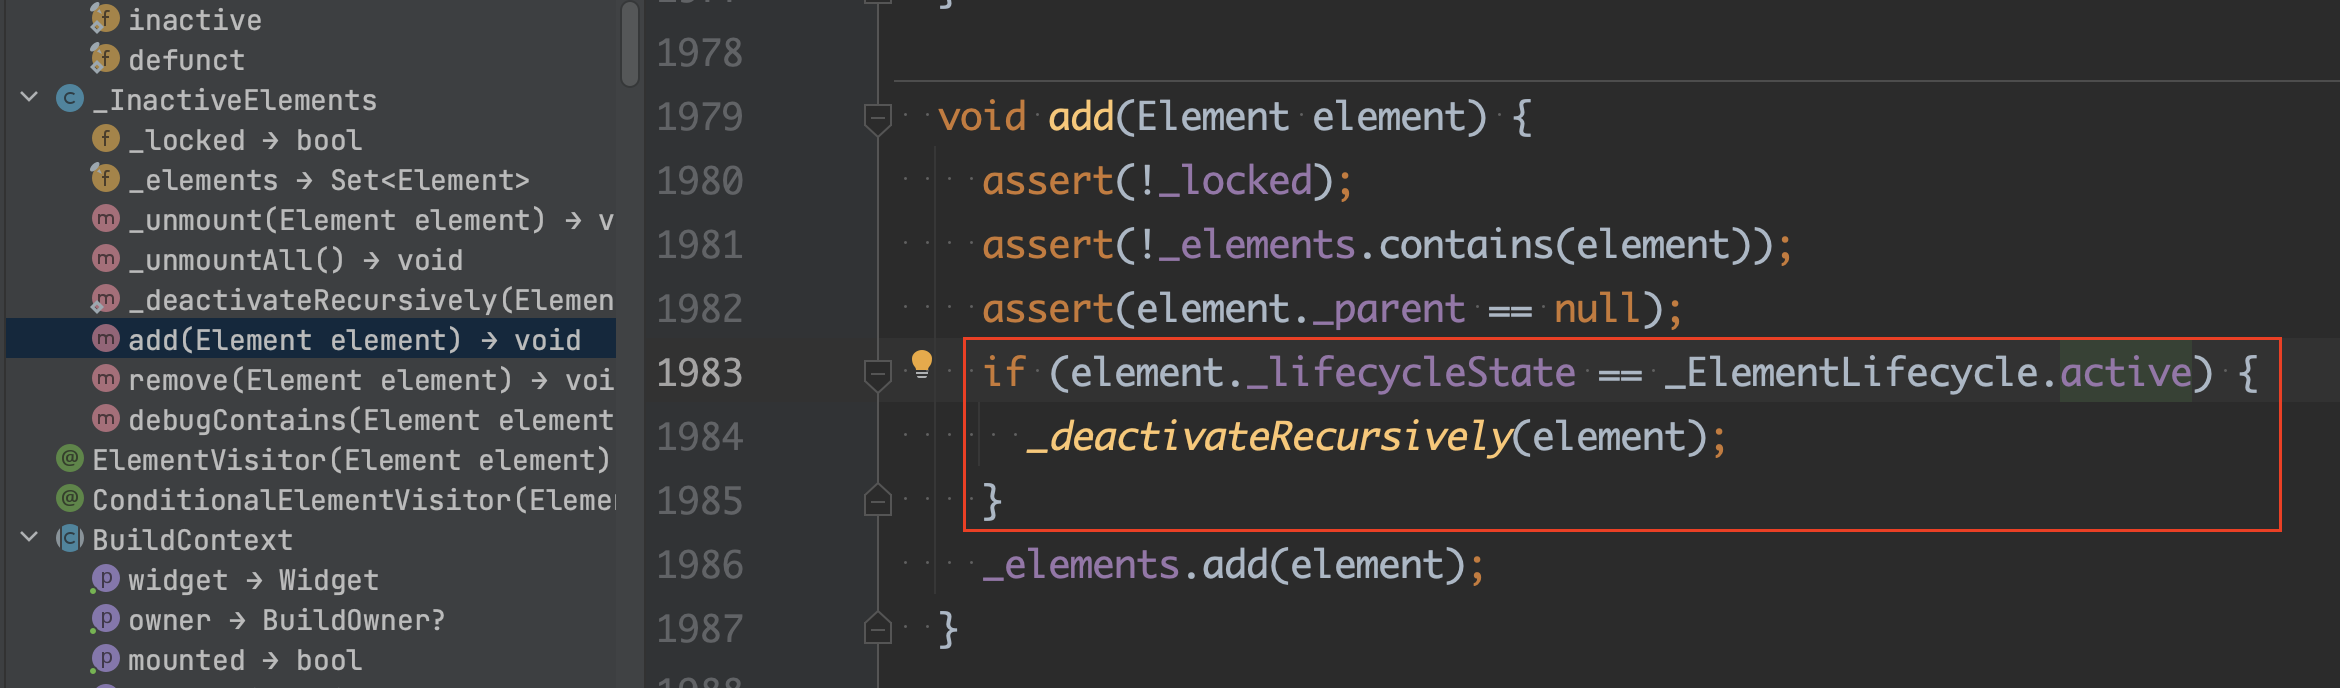 inactive
defunct
_InactiveElements
_locked → bool
_elements → Set<Element>
_unmount(Element element) → v
_unmountAll() → void
_deactivateRecursively(Elemen
add(Element element) → void
remove(Element element) → voi
debugContains(Element element
ElementVisitor(Element element)
ConditionalElementVisitor(Eleme
BuildContext
widget → Widget
owner → BuildOwner?
mounted → bool
1978
1979 void add(Element element) {
1980 assert(!_locked);
1981 assert(!_elements.contains(element));
1982 assert(element._parent == null);
1983 if (element._lifecycleState == _ElementLifecycle.active) {
1984 _deactivateRecursively(element);
1985 }
1986 _elements.add(element);
1987 }